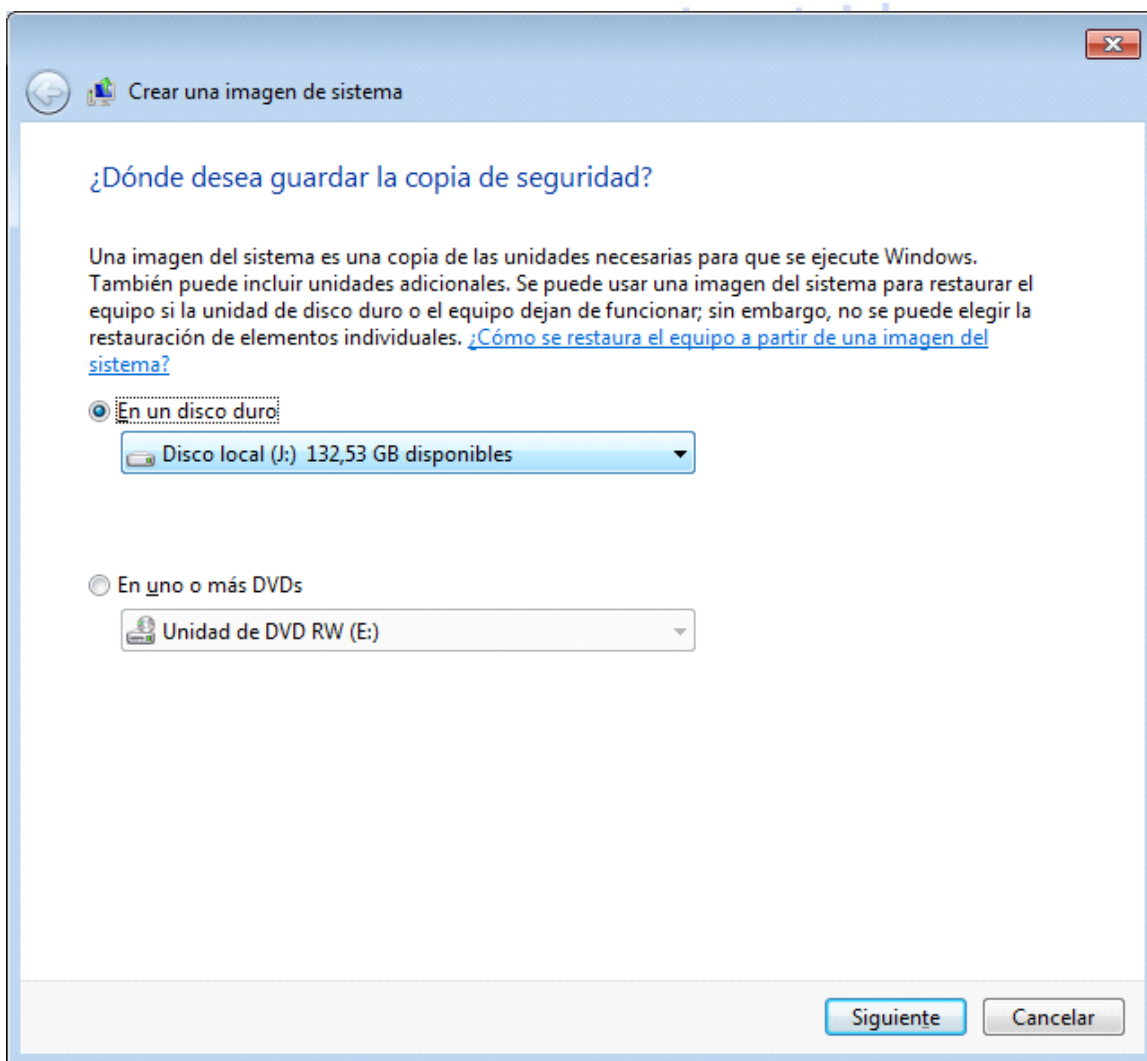 Crear una imagen de sistema
¿Dónde desea guardar la copia de seguridad?
Una imagen del sistema es una copia de las unidades necesarias para que se ejecute Windows.
También puede incluir unidades adicionales. Se puede usar una imagen del sistema para restaurar el
equipo si la unidad de disco duro o el equipo dejan de funcionar; sin embargo, no se puede elegir la
restauración de elementos individuales. ¿Cómo se restaura el equipo a partir de una imagen del
sistema?
En un disco duro
Disco local (J:) 132,53 GB disponibles
En uno o más DVDs
Unidad de DVD RW (E:)
Siguiente Cancelar